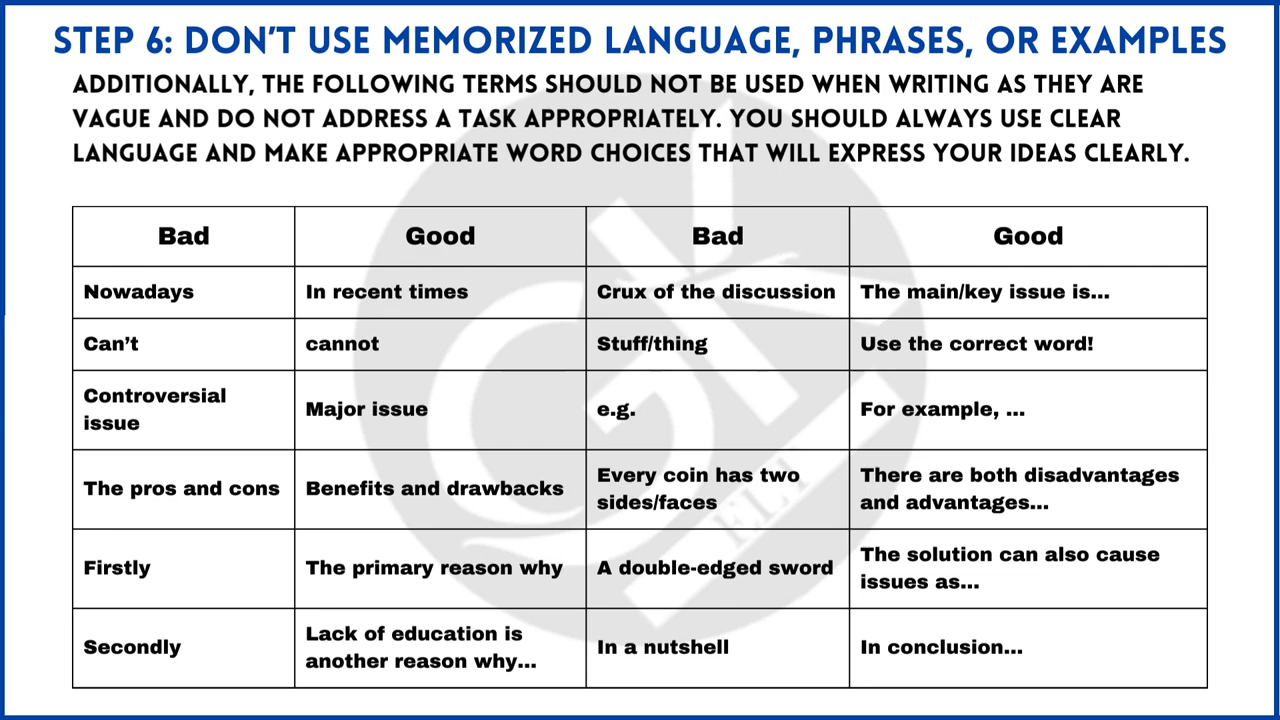 STEP 6: DON'T USE MEMORIZED LANGUAGE, PHRASES, OR EXAMPLES
ADDITIONALLY, THE FOLLOWING TERMS SHOULD NOT BE USED WHEN WRITING AS THEY ARE
VAGUE AND DO NOT ADDRESS A TASK APPROPRIATELY. YOU SHOULD ALWAYS USE CLEAR
LANGUAGE AND MAKE APPROPRIATE WORD CHOICES THAT WILL EXPRESS YOUR IDEAS CLEARLY.
Bad Good Bad Good
Nowadays In recent times Crux of the discussion The main/key issue is...
Can't cannot Stuff/thing Use the correct word!
Controversial
issue
Major issue
e.g.
For example, ...
The pros and cons
Benefits and drawbacks
Every coin has two
sides/faces
There are both disadvantages
and advantages...
Firstly
The primary reason why
A double-edged sword
The solution can also cause
issues as...
Secondly
Lack of education is
another reason why...
In a nutshell
In conclusion...
GK
ELT